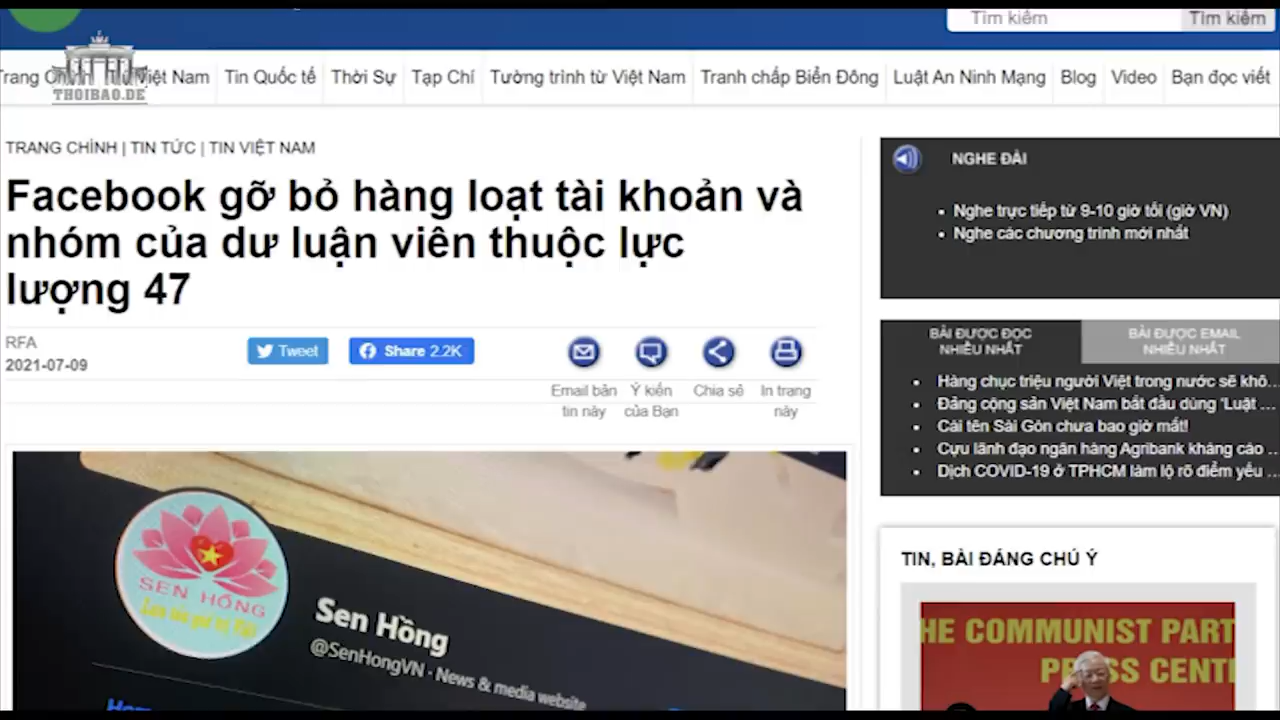 Tìm kiếm
Tìm kiếm
Việt Nam
Tin Quốc tế
Thời Sự
Tạp Chí
Tường trình từ Việt Nam
Tranh chấp Biển Đông
Luật An Ninh Mạng
Blog
Video
Bạn đọc viết
THOIBAO.DE
TRANG CHÍNH | TIN TỨC | TIN VIỆT NAM
Facebook gỡ bỏ hàng loạt tài khoản và
nhóm của dư luận viên thuộc lực
lượng 47
RFA
2021-07-09
Tweet
Share 2.2K
Email bản
tin này
Ý kiến
của Bạn
Chia sẻ
In trang
này
SEN HỒNG
Sen Hồng
@SenHongVN · News & media website
Home
NGHE ĐÀI
• Nghe trực tiếp từ 9-10 giờ tối (giờ VN)
• Nghe các chương trình mới nhất
BÀI ĐƯỢC ĐỌC
NHIỀU NHẤT
BÀI ĐƯỢC EMAIL
NHIỀU NHẤT
• Hàng chục triệu người Việt trong nước sẽ khô...
• Đảng cộng sản Việt Nam bắt đầu dùng 'Luật ...
• Cái tên Sài Gòn chưa bao giờ mất!
• Cựu lãnh đạo ngân hàng Agribank kháng cáo ...
• Dịch COVID-19 ở TPHCM làm lộ rõ điểm yếu ...
TIN, BÀI ĐÁNG CHÚ Ý
HE COMMUNIST PART
PRESS CENT